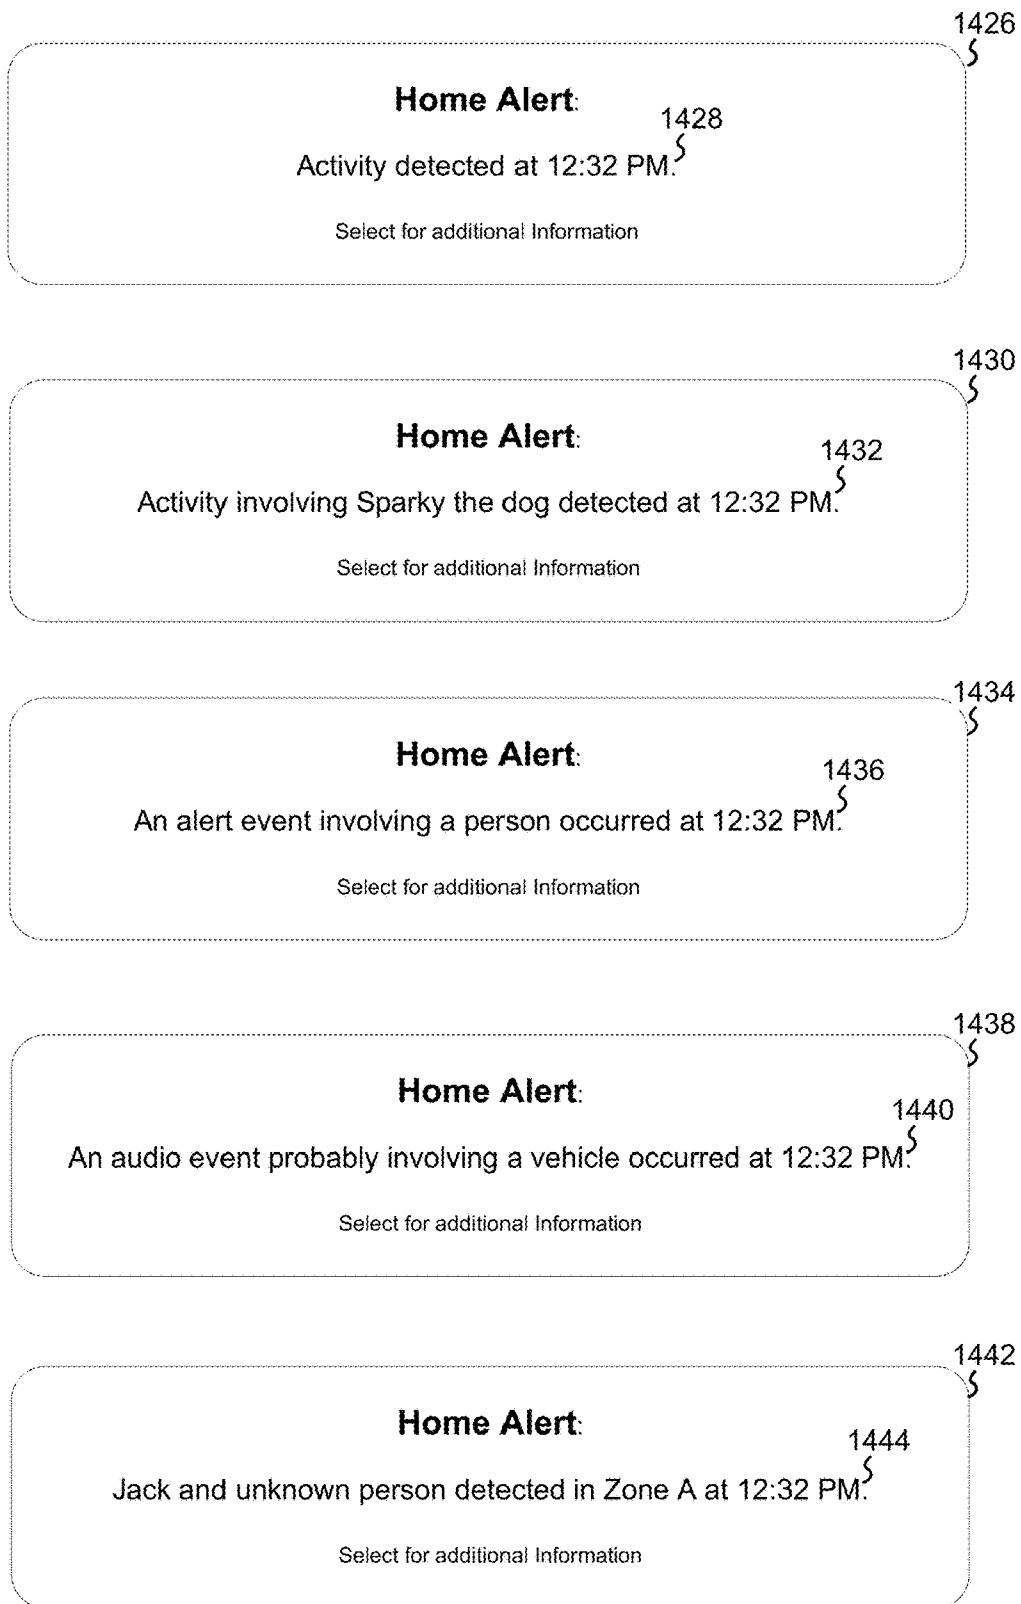 1426
Home Alert:
1428
Activity detected at 12:32 PM.
Select for additional Information
1430
Home Alert:
1432
Activity involving Sparky the dog detected at 12:32 PM.
Select for additional Information
1434
Home Alert:
1436
An alert event involving a person occurred at 12:32 PM.
Select for additional Information
1438
Home Alert:
1440
An audio event probably involving a vehicle occurred at 12:32 PM.
Select for additional Information
1442
Home Alert:
1444
Jack and unknown person detected in Zone A at 12:32 PM.
Select for additional Information